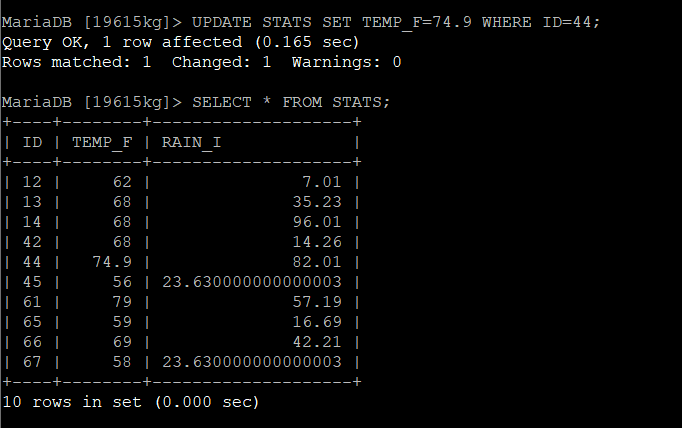 MariaDB [19615kg]> UPDATE STATS SET TEMP_F=74.9 WHERE ID=44;
Query OK, 1 row affected (0.165 sec)
Rows matched: 1  Changed: 1  Warnings: 0

MariaDB [19615kg]> SELECT * FROM STATS;
+----+--------+--------------------+
| ID | TEMP_F | RAIN_I             |
+----+--------+--------------------+
| 12 |     62 |               7.01 |
| 13 |     68 |              35.23 |
| 14 |     68 |              96.01 |
| 42 |     68 |              14.26 |
| 44 |   74.9 |              82.01 |
| 45 |     56 | 23.630000000000003 |
| 61 |     79 |              57.19 |
| 65 |     59 |              16.69 |
| 66 |     69 |              42.21 |
| 67 |     58 | 23.630000000000003 |
+----+--------+--------------------+
10 rows in set (0.000 sec)